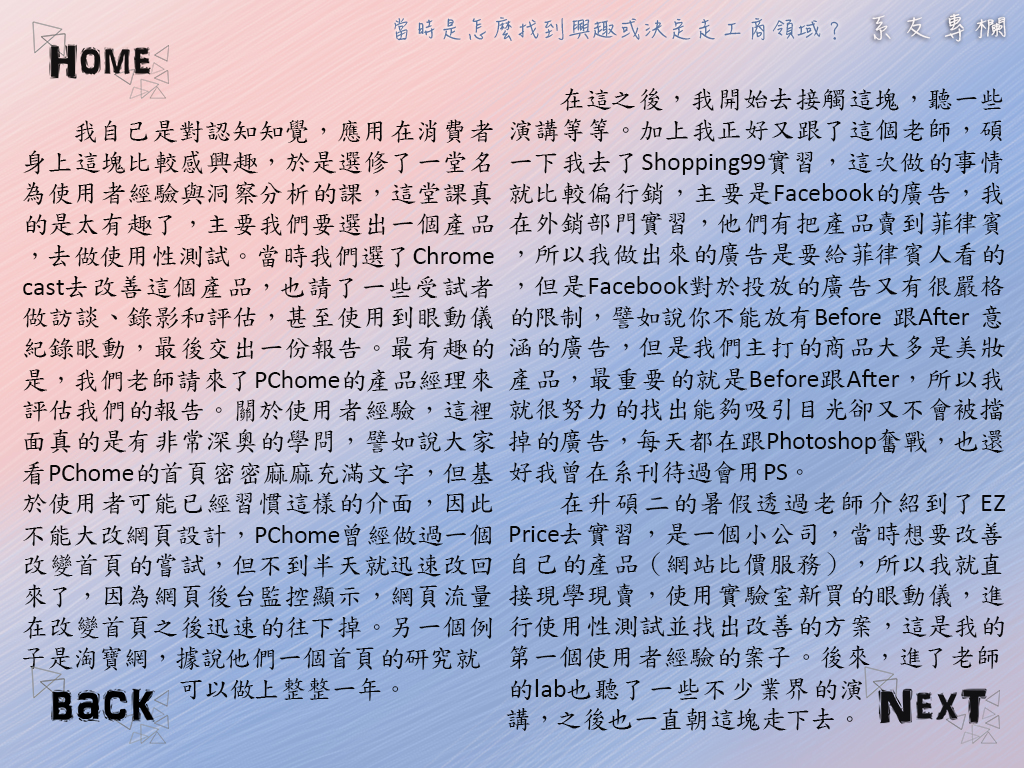 HOME
當時是怎麼找到興趣或決定走工商領域？
系友專欄
我自己是對認知知覺，應用在消費者
身上這塊比較感興趣，於是選修了一堂名
為使用者經驗與洞察分析的課，這堂課真
的是太有趣了，主要我們要選出一個產品
，去做使用性測試。當時我們選了Chrome
cast去改善這個產品，也請了一些受試者
做訪談、錄影和評估，甚至使用到眼動儀
紀錄眼動，最後交出一份報告。最有趣的
是，我們老師請來了PChome的產品經理來
評估我們的報告。關於使用者經驗，這裡
面真的是有非常深奧的學問，譬如說大家
看PChome的首頁密密麻麻充滿文字，但基
於使用者可能已經習慣這樣的介面，因此
不能大改網頁設計，PChome曾經做過一個
改變首頁的嘗試，但不到半天就迅速改回
來了，因為網頁後台監控顯示，網頁流量
在改變首頁之後迅速的往下掉。另一個例
子是淘寶網，據說他們一個首頁的研究就
可以做上整整一年。
在這之後，我開始去接觸這塊，聽一些
演講等等。加上我正好又跟了這個老師，碩
一下我去了Shopping99實習，這次做的事情
就比較偏行銷，主要是Facebook的廣告，我
在外銷部門實習，他們有把產品賣到菲律賓
，所以我做出來的廣告是要給菲律賓人看的
，但是Facebook對於投放的廣告又有很嚴格
的限制，譬如說你不能放有Before 跟After 意
涵的廣告，但是我們主打的商品大多是美妝
產品，最重要的就是Before跟After，所以我
就很努力的找出能夠吸引目光卻又不會被擋
掉的廣告，每天都在跟Photoshop奮戰，也還
好我曾在系刊待過會用PS。
在升碩二的暑假透過老師介紹到了EZ
Price去實習，是一個小公司，當時想要改善
自己的產品（網站比價服務），所以我就直
接現學現賣，使用實驗室新買的眼動儀，進
行使用性測試並找出改善的方案，這是我的
第一個使用者經驗的案子。後來，進了老師
的lab也聽了一些不少業界的演
講，之後也一直朝這塊走下去。
BACK
NEXT